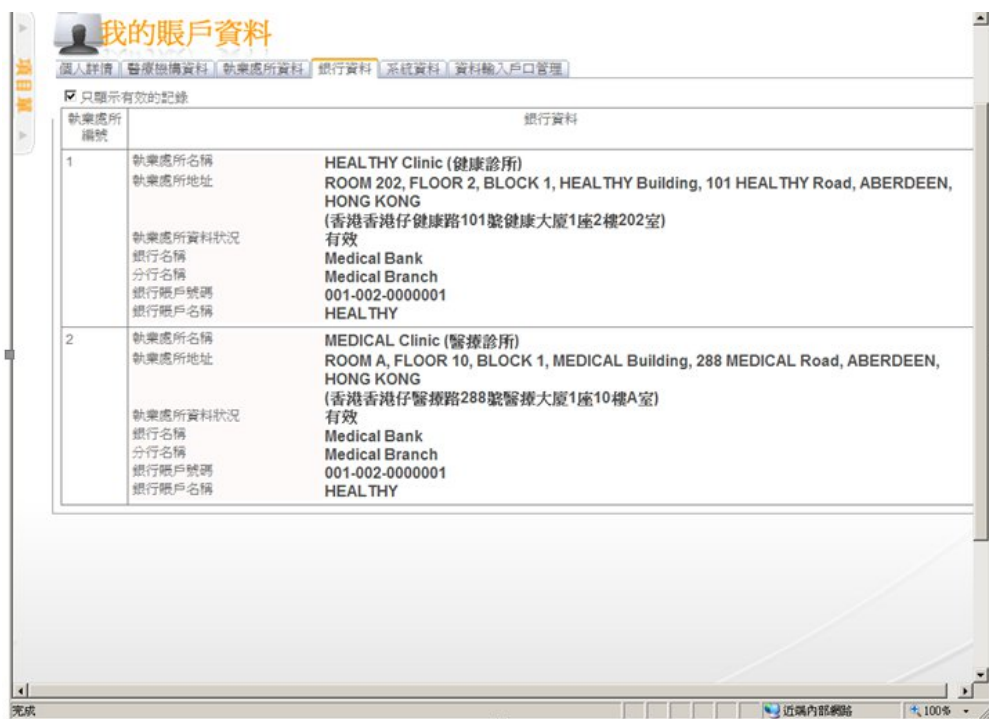 我的賬戶資料
項目單
個人詳情 醫療機構資料 執業處所資料 銀行資料 系統資料 資料輸入戶口管理
只顯示有效的記錄
執業處所編號 銀行資料
1 執業處所名稱 HEALTHY Clinic (健康診所)
執業處所地址 ROOM 202, FLOOR 2, BLOCK 1, HEALTHY Building, 101 HEALTHY Road, ABERDEEN,
HONG KONG
(香港香港仔健康路101號健康大廈1座2樓202室)
執業處所資料狀況 有效
銀行名稱 Medical Bank
分行名稱 Medical Branch
銀行賬戶號碼 001-002-0000001
銀行賬戶名稱 HEALTHY
2 執業處所名稱 MEDICAL Clinic (醫療診所)
執業處所地址 ROOM A, FLOOR 10, BLOCK 1, MEDICAL Building, 288 MEDICAL Road, ABERDEEN,
HONG KONG
(香港香港仔醫療路288號醫療大廈1座10樓A室)
執業處所資料狀況 有效
銀行名稱 Medical Bank
分行名稱 Medical Branch
銀行賬戶號碼 001-002-0000001
銀行賬戶名稱 HEALTHY
完成 近端內部網路 100%